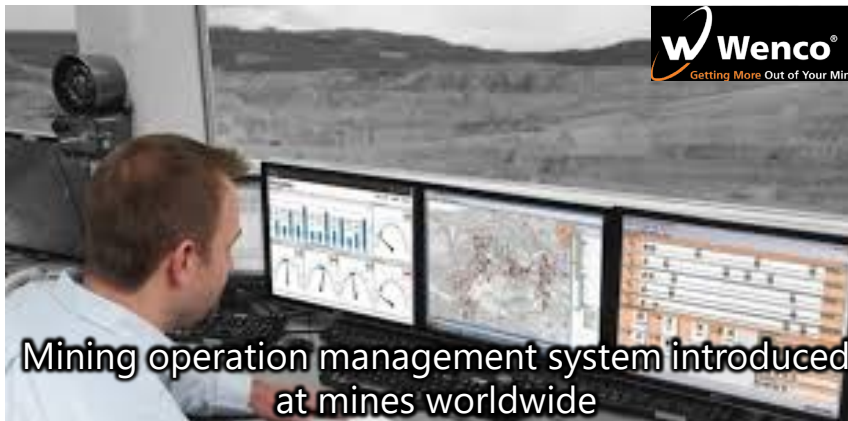 Wenco®
Getting More Out of Your Min
Mining operation management system introduced
at mines worldwide